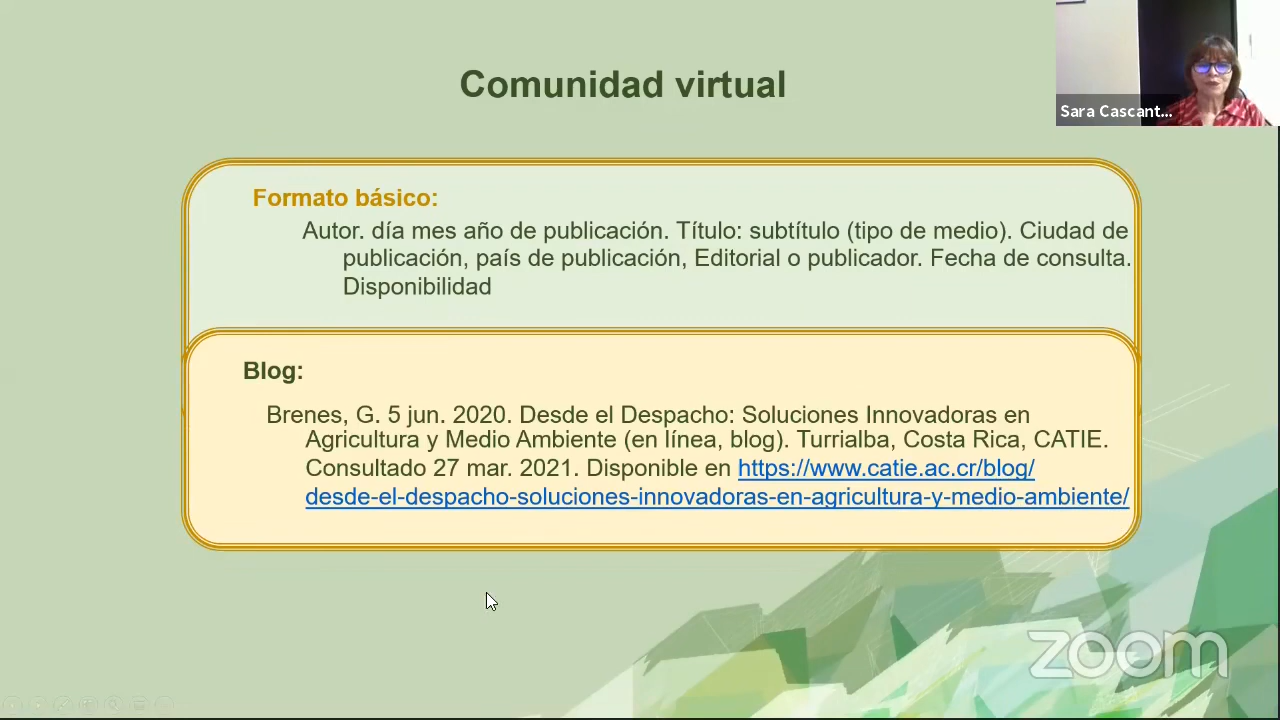 Comunidad virtual
Sara Cascant...
Formato básico:
Autor. día mes año de publicación. Título: subtítulo (tipo de medio). Ciudad de
publicación, país de publicación, Editorial o publicador. Fecha de consulta.
Disponibilidad
Blog:
Brenes, G. 5 jun. 2020. Desde el Despacho: Soluciones Innovadoras en
Agricultura y Medio Ambiente (en línea, blog). Turrialba, Costa Rica, CATIE.
Consultado 27 mar. 2021. Disponible en https://www.catie.ac.cr/blog/
desde-el-despacho-soluciones-innovadoras-en-agricultura-y-medio-ambiente/
zoom